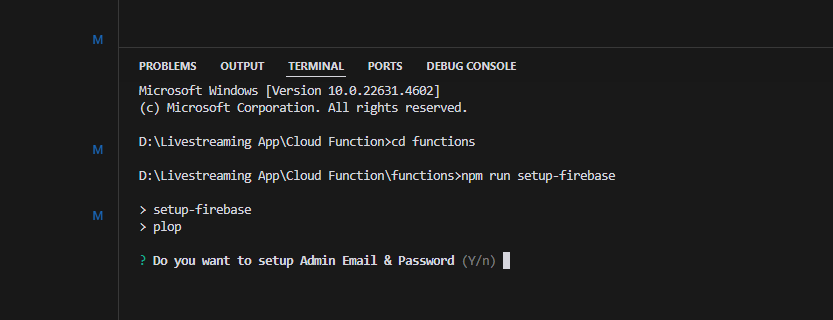 M
PROBLEMS OUTPUT TERMINAL PORTS DEBUG CONSOLE
Microsoft Windows [Version 10.0.22631.4602]
(c) Microsoft Corporation. All rights reserved.
D:\Livestreaming App\Cloud Function>cd functions
M
D:\Livestreaming App\Cloud Function\functions>npm run setup-firebase
> setup-firebase
M
> plop
? Do you want to setup Admin Email & Password (Y/n)